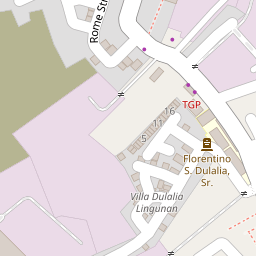 Rome Str
TGP
16
11
5
Florentino
S. Dulalia,
Sr.
Villa Dulalia
Lingunan